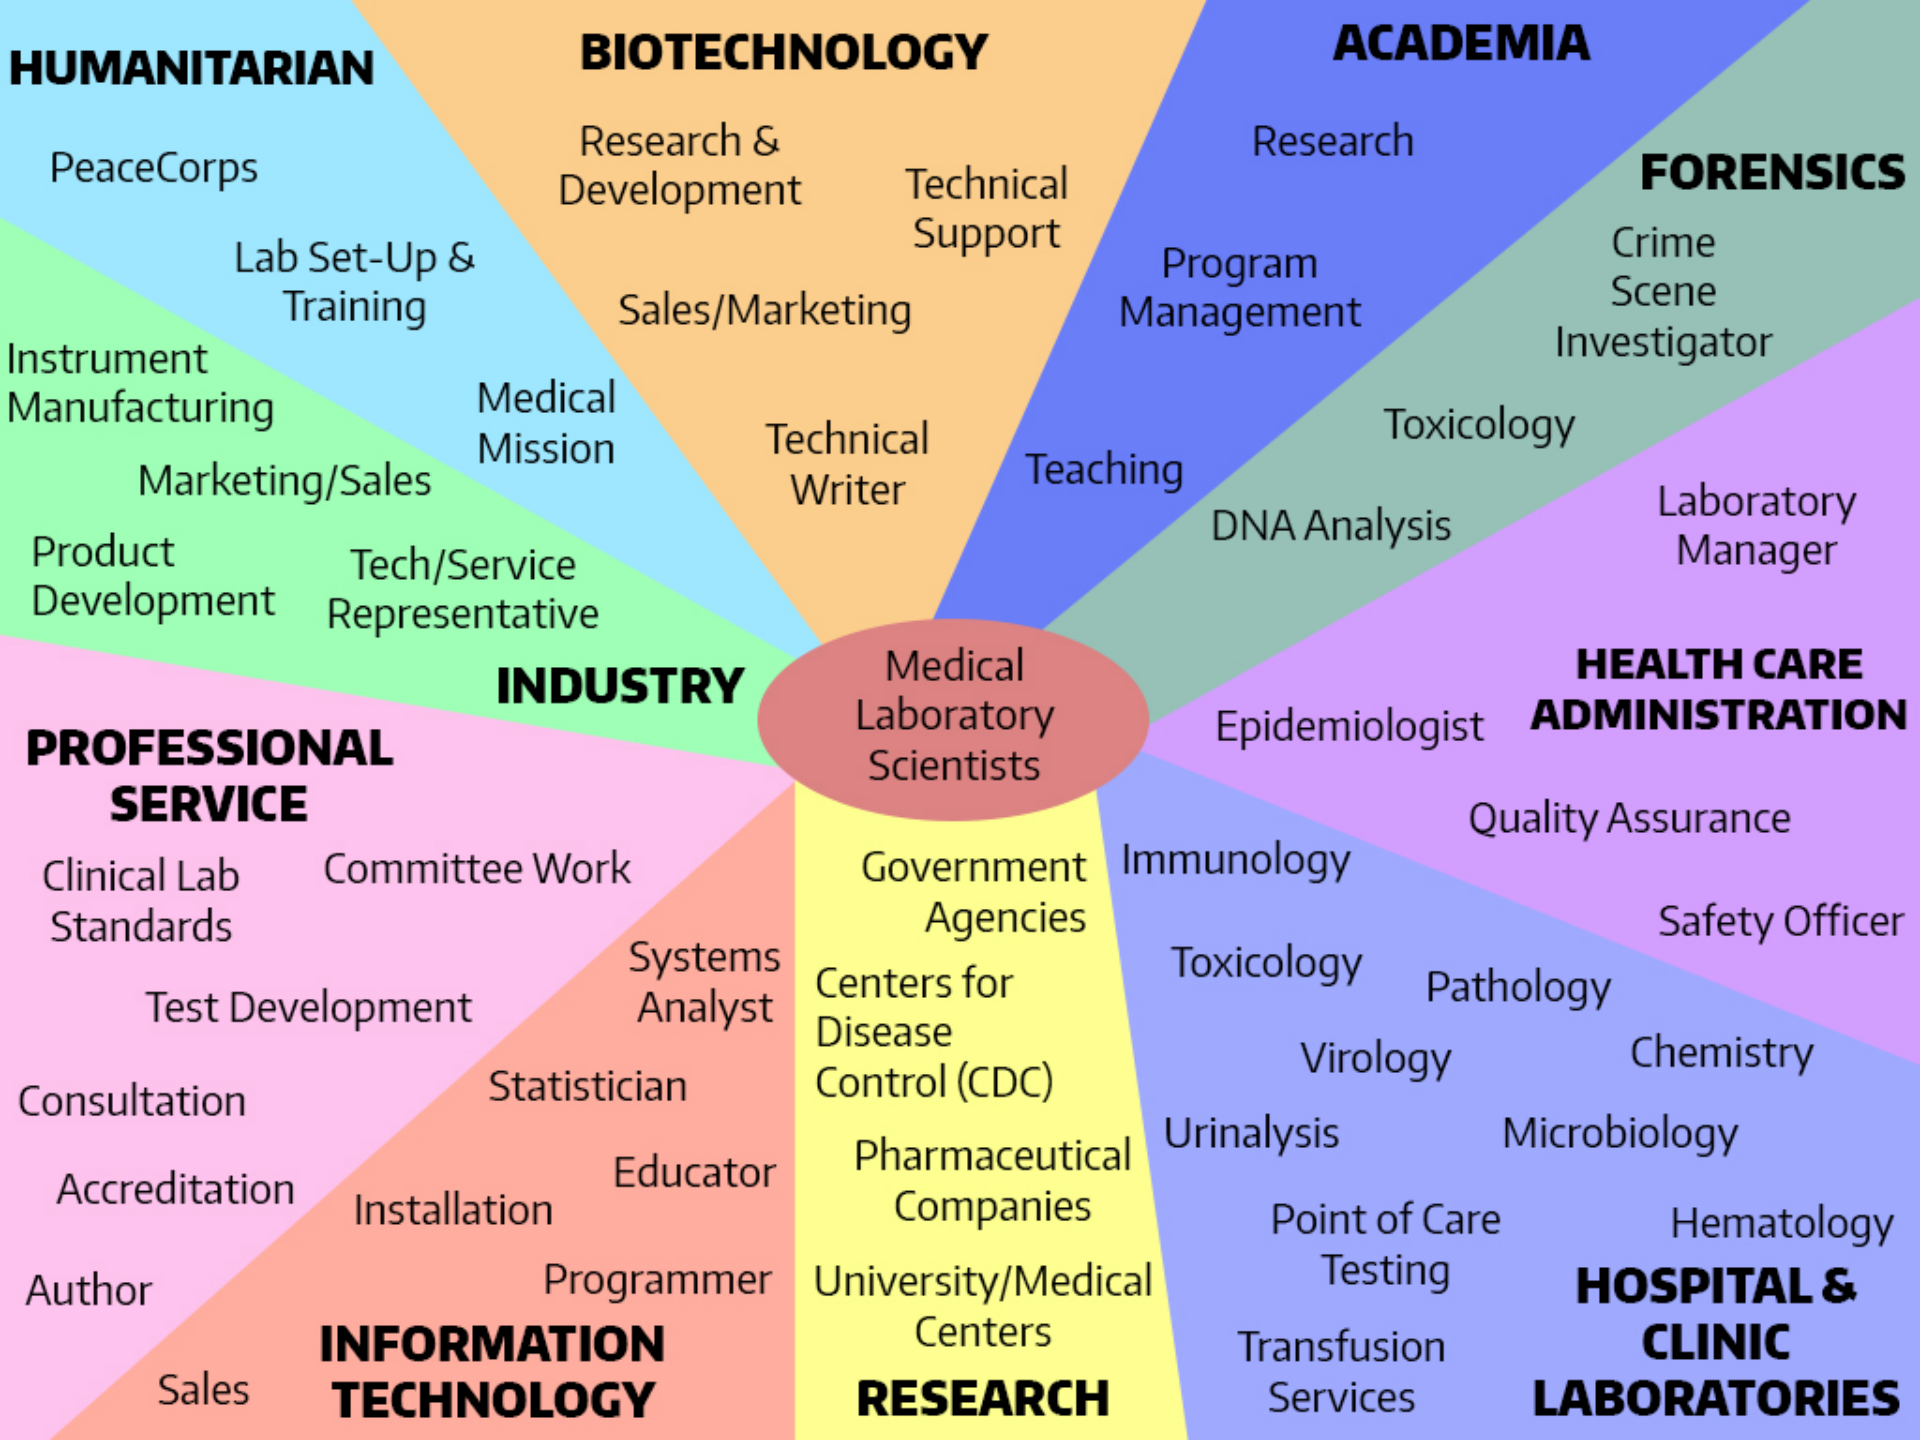 HUMANITARIAN
PeaceCorps
Lab Set-Up &
Training
Medical
Mission
BIOTECHNOLOGY
Research &
Development
Technical
Support
Sales/Marketing
Technical
Writer
ACADEMIA
Research
Program
Management
Teaching
FORENSICS
Crime
Scene
Investigator
Toxicology
DNA Analysis
Laboratory
Manager
HEALTH CARE
ADMINISTRATION
Epidemiologist
Quality Assurance
Safety Officer
Instrument
Manufacturing
Marketing/Sales
Product
Development
Tech/Service
Representative
INDUSTRY
Medical
Laboratory
Scientists
PROFESSIONAL
SERVICE
Clinical Lab
Standards
Committee Work
Test Development
Consultation
Accreditation
Author
Systems
Analyst
Statistician
Educator
Installation
Programmer
INFORMATION
TECHNOLOGY
Sales
Government
Agencies
Centers for
Disease
Control (CDC)
Pharmaceutical
Companies
University/Medical
Centers
RESEARCH
Immunology
Toxicology
Pathology
Virology
Chemistry
Urinalysis
Microbiology
Point of Care
Testing
Hematology
Transfusion
Services
HOSPITAL &
CLINIC
LABORATORIES